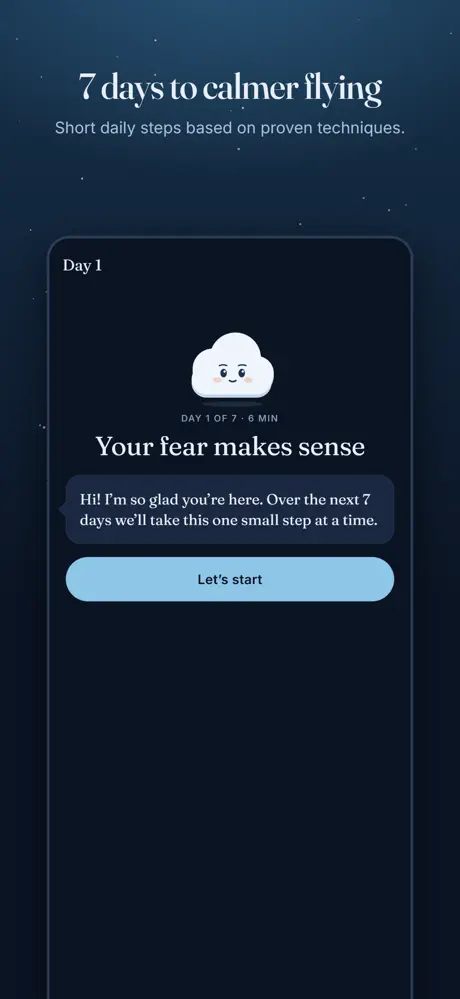 7 days to calmer flying
Short daily steps based on proven techniques.
Day 1
DAY 1 OF 7 · 6 MIN
Your fear makes sense
Hi! I’m so glad you’re here. Over the next 7
days we’ll take this one small step at a time.
Let’s start